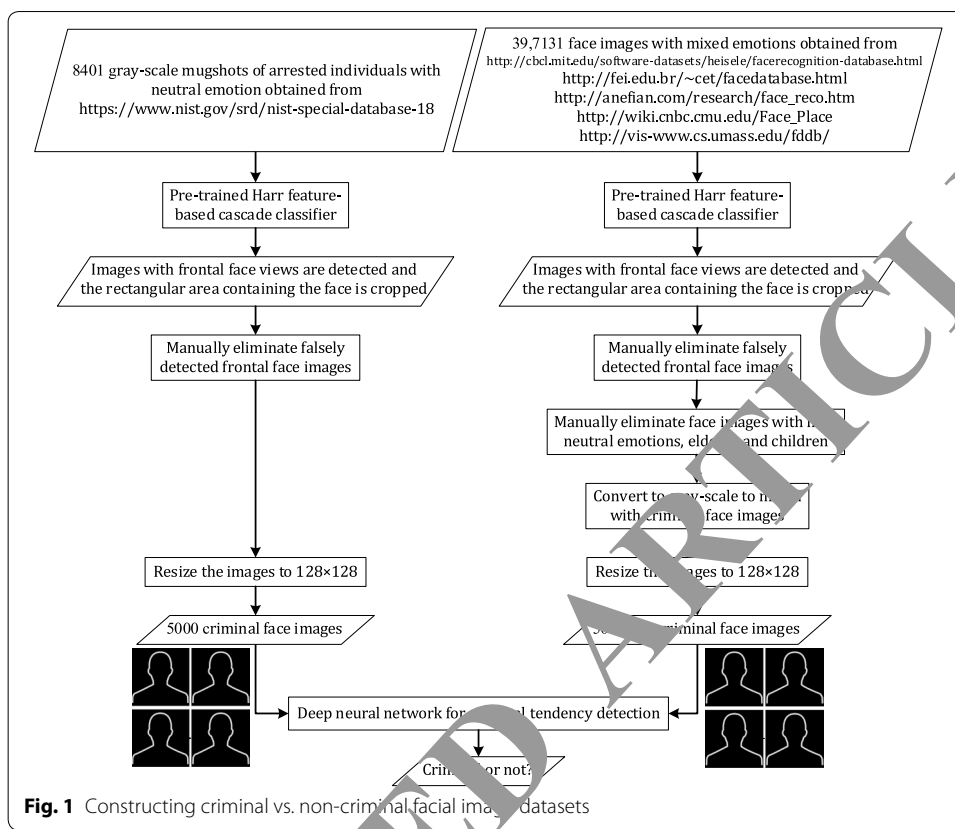 8401 gray-scale mugshots of arrested individuals with
neutral emotion obtained from
https://www.nist.gov/srd/nist-special-database-18
39,7131 face images with mixed emotions obtained from
http://cbcl.mit.edu/software-datasets/heisele/facerecognition-database.html
http://fei.edu.br/~cet/facedatabase.html
http://anefian.com/research/face_reco.htm
http://wiki.cnbc.cmu.edu/Face_Place
http://vis-www.cs.umass.edu/fddb/
Pre-trained Harr feature-
based cascade classifier
Pre-trained Harr feature-
based cascade classifier
Images with frontal face views are detected and
the rectangular area containing the face is cropped
Images with frontal face views are detected and
the rectangular area containing the face is cropped
Manually eliminate falsely
detected frontal face images
Manually eliminate falsely
detected frontal face images
Manually eliminate face images with
neutral emotions, and children
Convert to gray-scale to
with criminal face images
Resize the images to 128×128
Resize the images to 128×128
5000 criminal face images
criminal face images
Deep neural network for tendency detection
or not?
Fig. 1 Constructing criminal vs. non-criminal facial image datasets
ED ARTICL